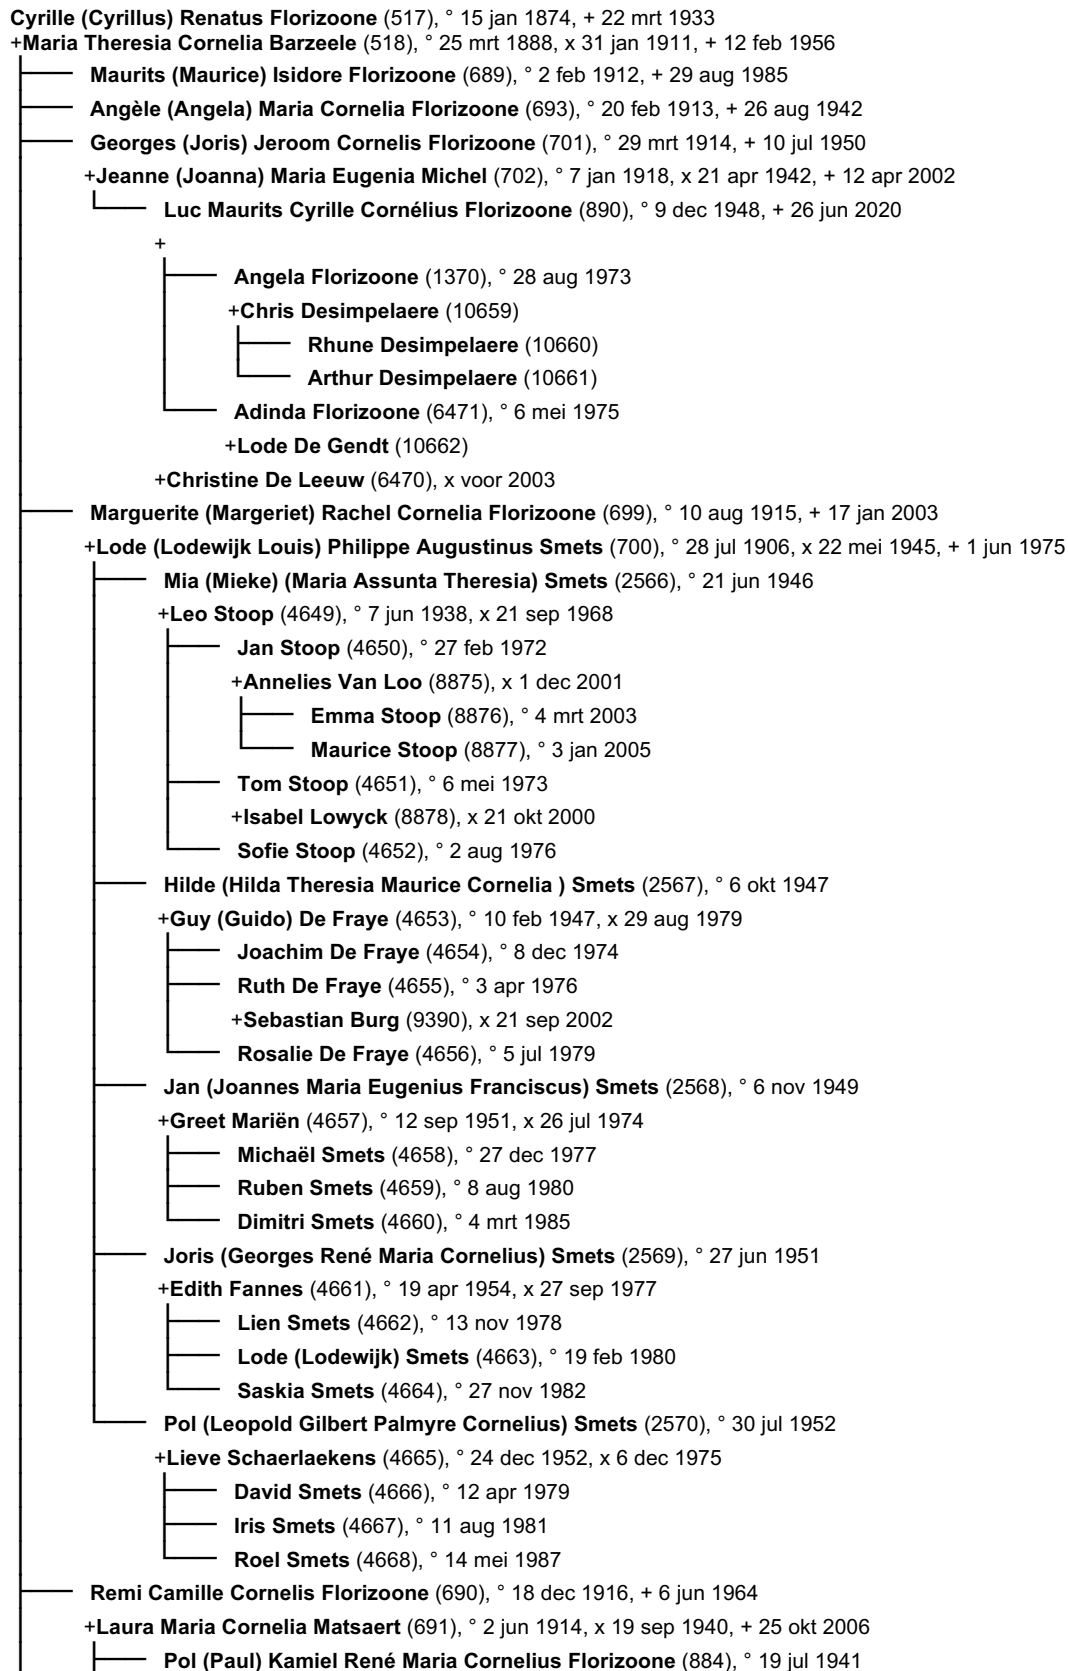 Cyrille (Cyrillus) Renatus Florizoone (517), ° 15 jan 1874, + 22 mrt 1933
+Maria Theresia Cornelia Barzeele (518), ° 25 mrt 1888, x 31 jan 1911, + 12 feb 1956
Maurits (Maurice) Isidore Florizoone (689), ° 2 feb 1912, + 29 aug 1985
Angèle (Angela) Maria Cornelia Florizoone (693), ° 20 feb 1913, + 26 aug 1942
Georges (Joris) Jeroom Cornelis Florizoone (701), ° 29 mrt 1914, + 10 jul 1950
+Jeanne (Joanna) Maria Eugenia Michel (702), ° 7 jan 1918, x 21 apr 1942, + 12 apr 2002
Luc Maurits Cyrille Cornélius Florizoone (890), ° 9 dec 1948, + 26 jun 2020
+
Angela Florizoone (1370), ° 28 aug 1973
+Chris Desimpelaere (10659)
Rhune Desimpelaere (10660)
Arthur Desimpelaere (10661)
Adinda Florizoone (6471), ° 6 mei 1975
+Lode De Gendt (10662)
+Christine De Leeuw (6470), x voor 2003
Marguerite (Margeriet) Rachel Cornelia Florizoone (699), ° 10 aug 1915, + 17 jan 2003
+Lode (Lodewijk Louis) Philippe Augustinus Smets (700), ° 28 jul 1906, x 22 mei 1945, + 1 jun 1975
Mia (Mieke) (Maria Assunta Theresia) Smets (2566), ° 21 jun 1946
+Leo Stoop (4649), ° 7 jun 1938, x 21 sep 1968
Jan Stoop (4650), ° 27 feb 1972
+Annelies Van Loo (8875), x 1 dec 2001
Emma Stoop (8876), ° 4 mrt 2003
Maurice Stoop (8877), ° 3 jan 2005
Tom Stoop (4651), ° 6 mei 1973
+Isabel Lowyck (8878), x 21 okt 2000
Sofie Stoop (4652), ° 2 aug 1976
Hilde (Hilda Theresia Maurice Cornelia ) Smets (2567), ° 6 okt 1947
+Guy (Guido) De Fraye (4653), ° 10 feb 1947, x 29 aug 1979
Joachim De Fraye (4654), ° 8 dec 1974
Ruth De Fraye (4655), ° 3 apr 1976
+Sebastian Burg (9390), x 21 sep 2002
Rosalie De Fraye (4656), ° 5 jul 1979
Jan (Joannes Maria Eugenius Franciscus) Smets (2568), ° 6 nov 1949
+Greet Mariën (4657), ° 12 sep 1951, x 26 jul 1974
Michaël Smets (4658), ° 27 dec 1977
Ruben Smets (4659), ° 8 aug 1980
Dimitri Smets (4660), ° 4 mrt 1985
Joris (Georges René Maria Cornelius) Smets (2569), ° 27 jun 1951
+Edith Fannes (4661), ° 19 apr 1954, x 27 sep 1977
Lien Smets (4662), ° 13 nov 1978
Lode (Lodewijk) Smets (4663), ° 19 feb 1980
Saskia Smets (4664), ° 27 nov 1982
Pol (Leopold Gilbert Palmyre Cornelius) Smets (2570), ° 30 jul 1952
+Lieve Schaerlaekens (4665), ° 24 dec 1952, x 6 dec 1975
David Smets (4666), ° 12 apr 1979
Iris Smets (4667), ° 11 aug 1981
Roel Smets (4668), ° 14 mei 1987
Remi Camille Cornelis Florizoone (690), ° 18 dec 1916, + 6 jun 1964
+Laura Maria Cornelia Matsaert (691), ° 2 jun 1914, x 19 sep 1940, + 25 okt 2006
Pol (Paul) Kamiel René Maria Cornelius Florizoone (884), ° 19 jul 1941